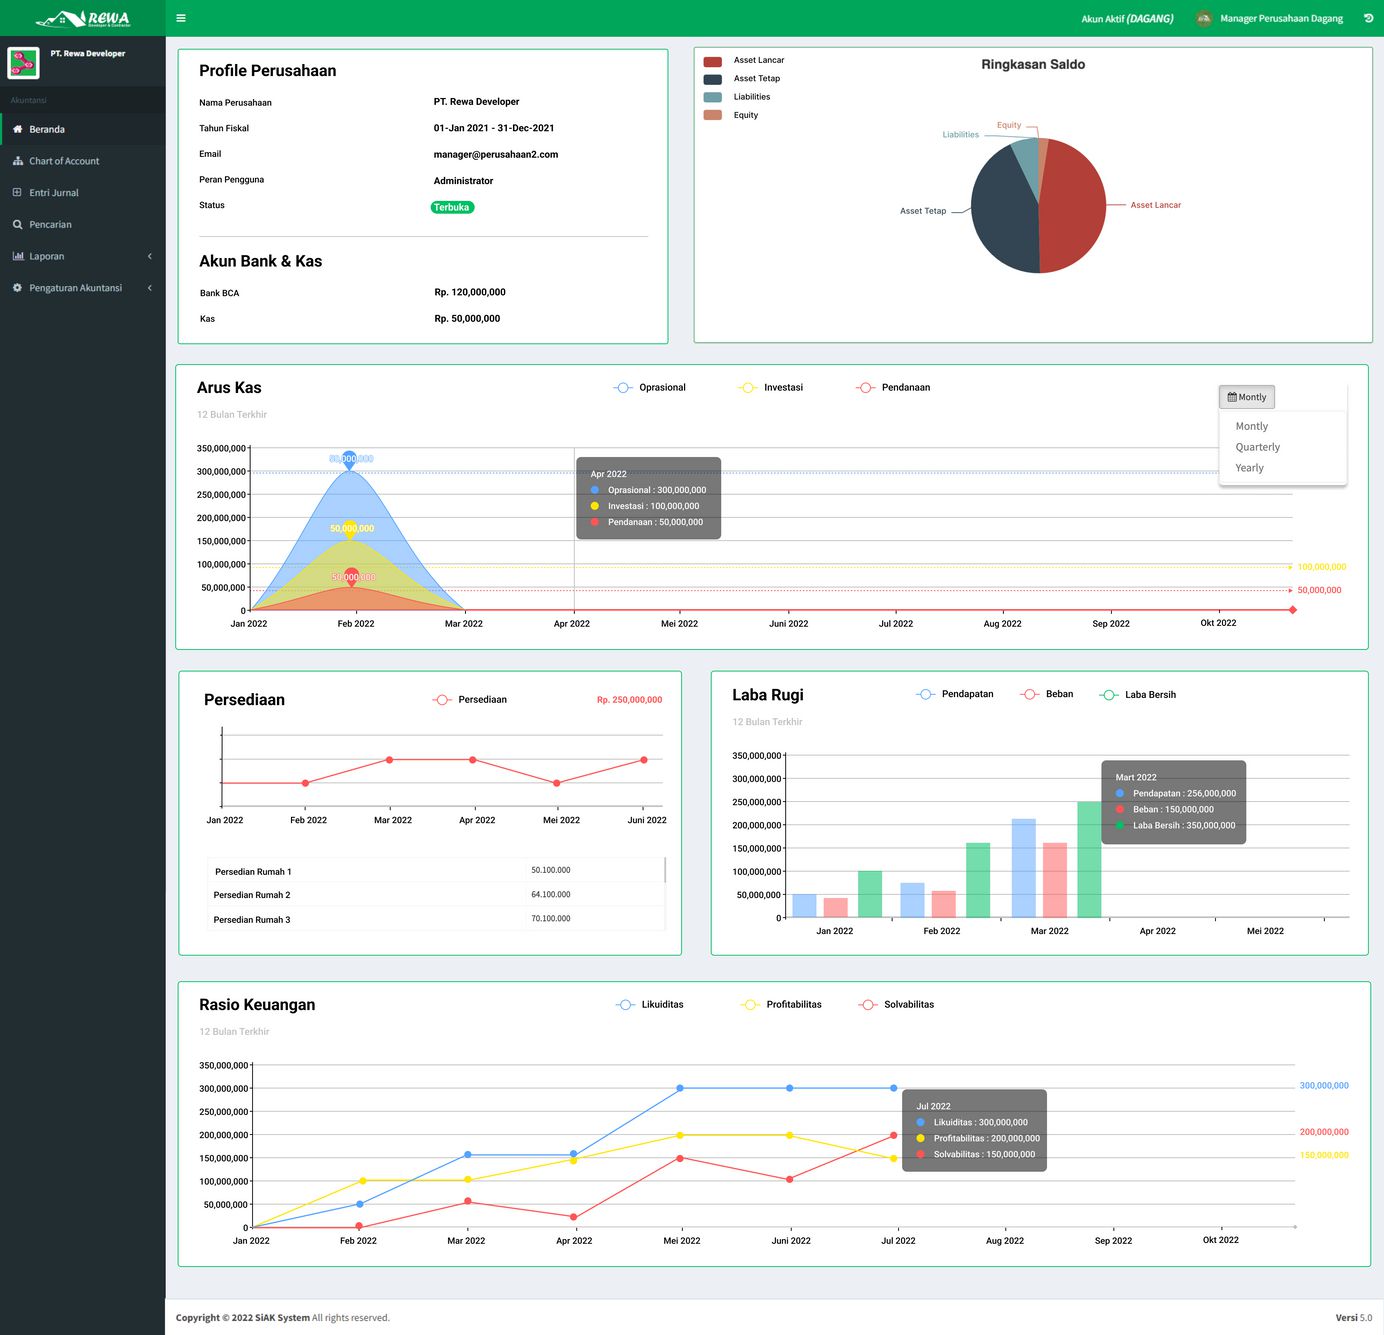 REWA
Developer & Contractor
Akun Aktif (DAGANG)
Manager Perusahaan Dagang
PT. Rewa Developer
Akuntansi
Beranda
Chart of Account
Entri Jurnal
Pencarian
Laporan
Pengaturan Akuntansi
Profile Perusahaan
Nama Perusahaan PT. Rewa Developer
Tahun Fiskal 01-Jan 2021 - 31-Dec-2021
Email manager@perusahaan2.com
Peran Pengguna Administrator
Status Terbuka
Akun Bank & Kas
Bank BCA Rp. 120,000,000
Kas Rp. 50,000,000
Asset Lancar
Asset Tetap
Liabilities
Equity
Ringkasan Saldo
Equity
Liabilities
Asset Tetap
Asset Lancar
Arus Kas
12 Bulan Terkhir
Oprasional
Investasi
Pendanaan
Montly
Montly
Quarterly
Yearly
350,000,000
300,000,000
250,000,000
200,000,000
150,000,000
100,000,000
50,000,000
0
50,000,000
50,000,000
50,000,000
Apr 2022
Oprasional : 300,000,000
Investasi : 100,000,000
Pendanaan : 50,000,000
100,000,000
50,000,000
Jan 2022 Feb 2022 Mar 2022 Apr 2022 Mei 2022 Juni 2022 Jul 2022 Aug 2022 Sep 2022 Okt 2022
Persediaan
Persediaan
Rp. 250,000,000
Jan 2022 Feb 2022 Mar 2022 Apr 2022 Mei 2022 Juni 2022
Persedian Rumah 1 50.100.000
Persedian Rumah 2 64.100.000
Persedian Rumah 3 70.100.000
Laba Rugi
12 Bulan Terkhir
Pendapatan
Beban
Laba Bersih
350,000,000
300,000,000
250,000,000
200,000,000
150,000,000
100,000,000
50,000,000
0
Mart 2022
Pendapatan : 256,000,000
Beban : 150,000,000
Laba Bersih : 350,000,000
Jan 2022 Feb 2022 Mar 2022 Apr 2022 Mei 2022
Rasio Keuangan
12 Bulan Terkhir
Likuiditas
Profitabilitas
Solvabilitas
350,000,000
300,000,000
250,000,000
200,000,000
150,000,000
100,000,000
50,000,000
0
Jul 2022
Likuiditas : 300,000,000
Profitabilitas : 200,000,000
Solvabilitas : 150,000,000
300,000,000
200,000,000
150,000,000
Jan 2022 Feb 2022 Mar 2022 Apr 2022 Mei 2022 Juni 2022 Jul 2022 Aug 2022 Sep 2022 Okt 2022
Copyright © 2022 SiAK System All rights reserved.
Versi 5.0